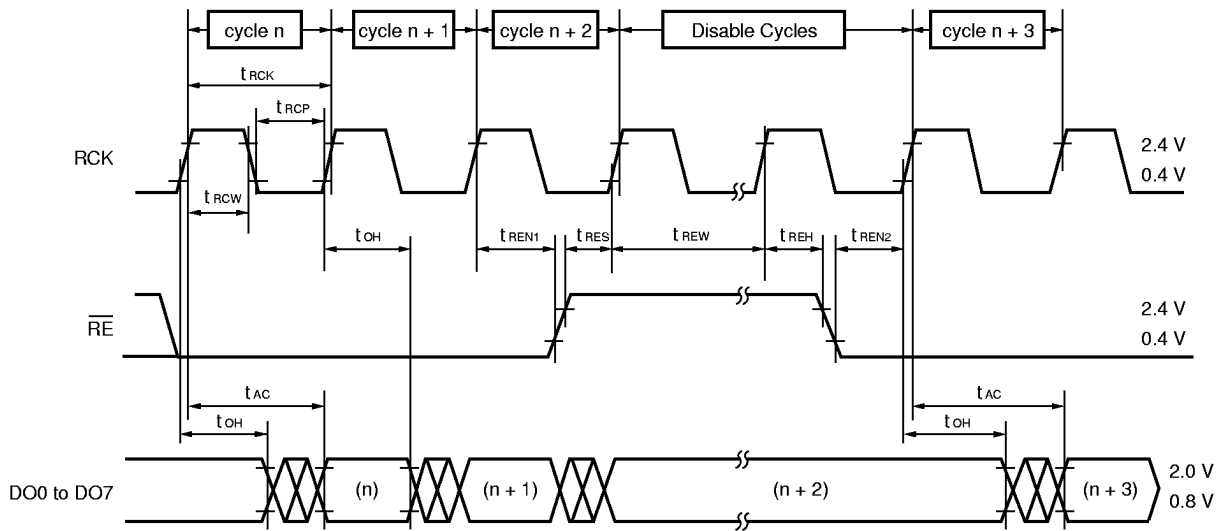 cycle n cycle n + 1 cycle n + 2 Disable Cycles cycle n + 3
tRCK
tRCP
RCK 2.4 V
0.4 V
tRCW
tOH tREN1 tRES tREW tREH tREN2
RE 2.4 V
0.4 V
tAC tAC
tOH tOH
DO0 to DO7 (n) (n + 1) (n + 2) (n + 3) 2.0 V
0.8 V